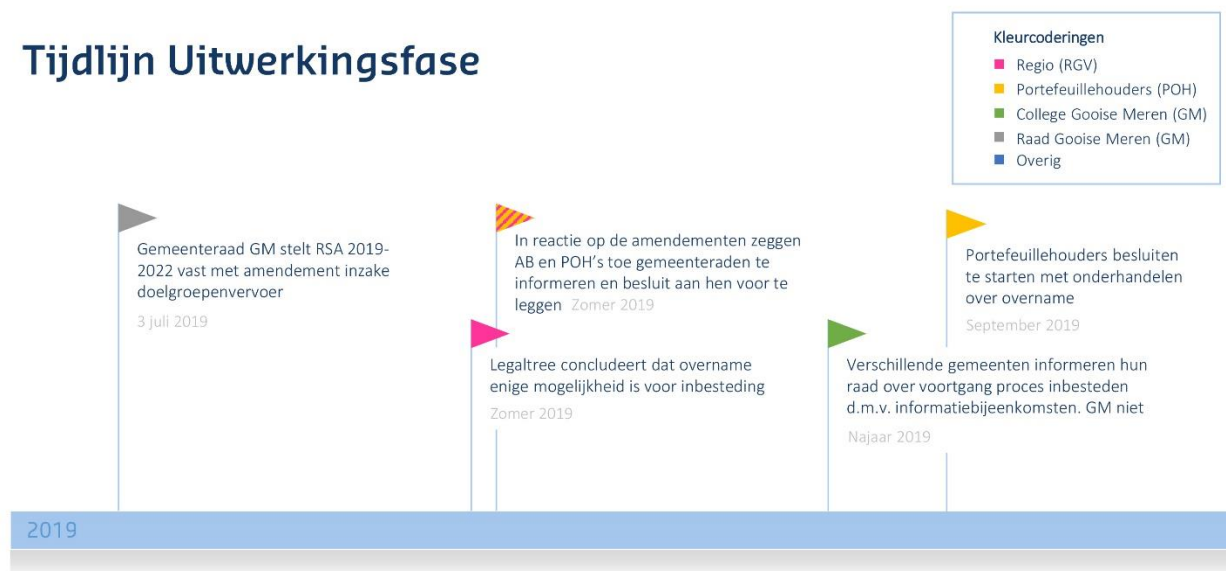 Tijdlijn Uitwerkingsfase
Kleurcoderingen
Regio (RGV)
Portefeuillehouders (POH)
College Gooise Meren (GM)
Raad Gooise Meren (GM)
Overig
Gemeenteraad GM stelt RSA 2019-
2022 vast met amendement inzake
doelgroepenvervoer
3 juli 2019
In reactie op de amendementen zeggen
AB en POH's toe gemeenteraden te
informeren en besluit aan hen voor te
leggen Zomer 2019
Legaltree concludeert dat overname
enige mogelijkheid is voor inbesteding
Zomer 2019
Portefeuillehouders besluiten
te starten met onderhandelen
over overname
September 2019
Verschillende gemeenten informeren hun
raad over voortgang proces inbesteden
d.m.v. informatiebijeenkomsten. GM niet
Najaar 2019
2019